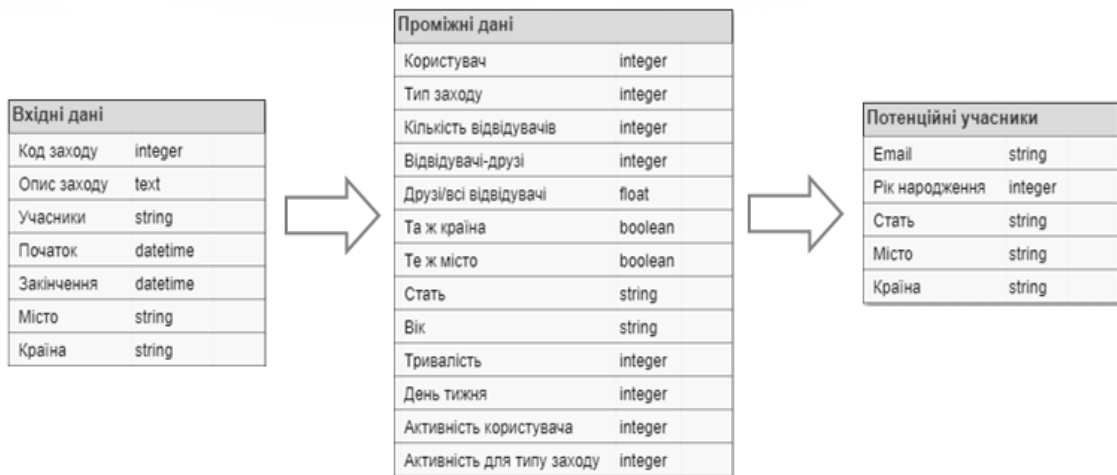 Вхідні дані
Код заходу integer
Опис заходу text
Учасники string
Початок datetime
Закінчення datetime
Місто string
Країна string
Проміжні дані
Користувач integer
Тип заходу integer
Кількість відвідувачів integer
Відвідувачі-друзі integer
Друзі/всі відвідувачі float
Та ж країна boolean
Те ж місто boolean
Стать string
Вік string
Тривалість integer
День тижня integer
Активність користувача integer
Активність для типу заходу integer
Потенційні учасники
Email string
Рік народження integer
Стать string
Місто string
Країна string